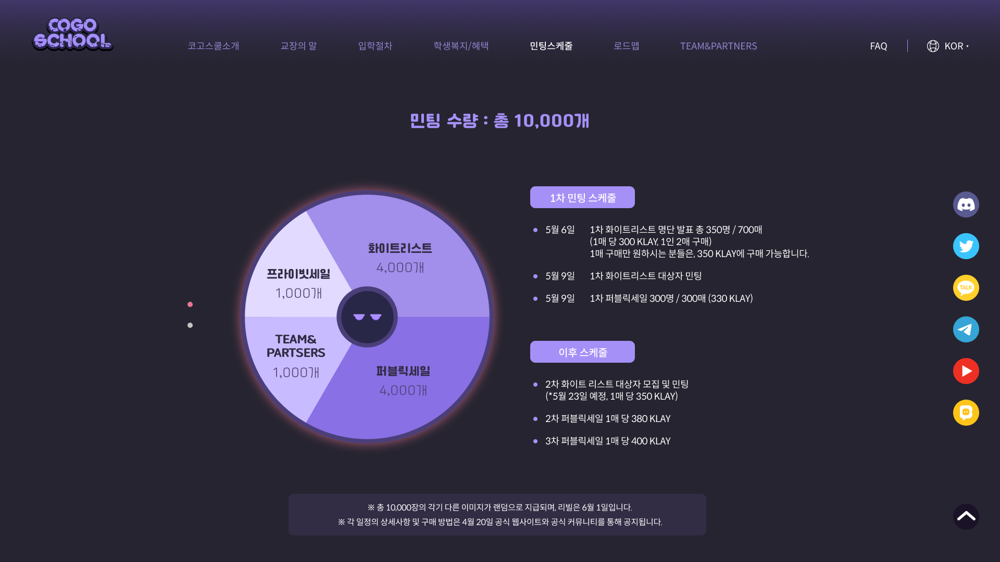 COGO
SCHOOL
코고스쿨소개
교장의 말
입학절차
학생복지/혜택
민팅스케줄
로드맵
TEAM&PARTNERS
FAQ
KOR
민팅 수량 : 총 10,000개
화이트리스트
4,000개
프라이빗세일
1,000개
TEAM&
PARTSERS
1,000개
퍼블릭세일
4,000개
1차 민팅 스케줄
5월 6일 1차 화이트리스트 명단 발표 총 350명 / 700매
(1매 당 300 KLAY, 1인 2매 구매)
1매 구매만 원하시는 분들은, 350 KLAY에 구매 가능합니다.
5월 9일 1차 화이트리스트 대상자 민팅
5월 9일 1차 퍼블릭세일 300명 / 300매 (330 KLAY)
이후 스케줄
2차 화이트 리스트 대상자 모집 및 민팅
(*5월 23일 예정, 1매 당 350 KLAY)
2차 퍼블릭세일 1매 당 380 KLAY
3차 퍼블릭세일 1매 당 400 KLAY
TALK
※ 총 10,000장의 각기 다른 이미지가 랜덤으로 지급되며, 리빌은 6월 1일입니다.
※ 각 일정의 상세사항 및 구매 방법은 4월 20일 공식 웹사이트와 공식 커뮤니티를 통해 공지됩니다.